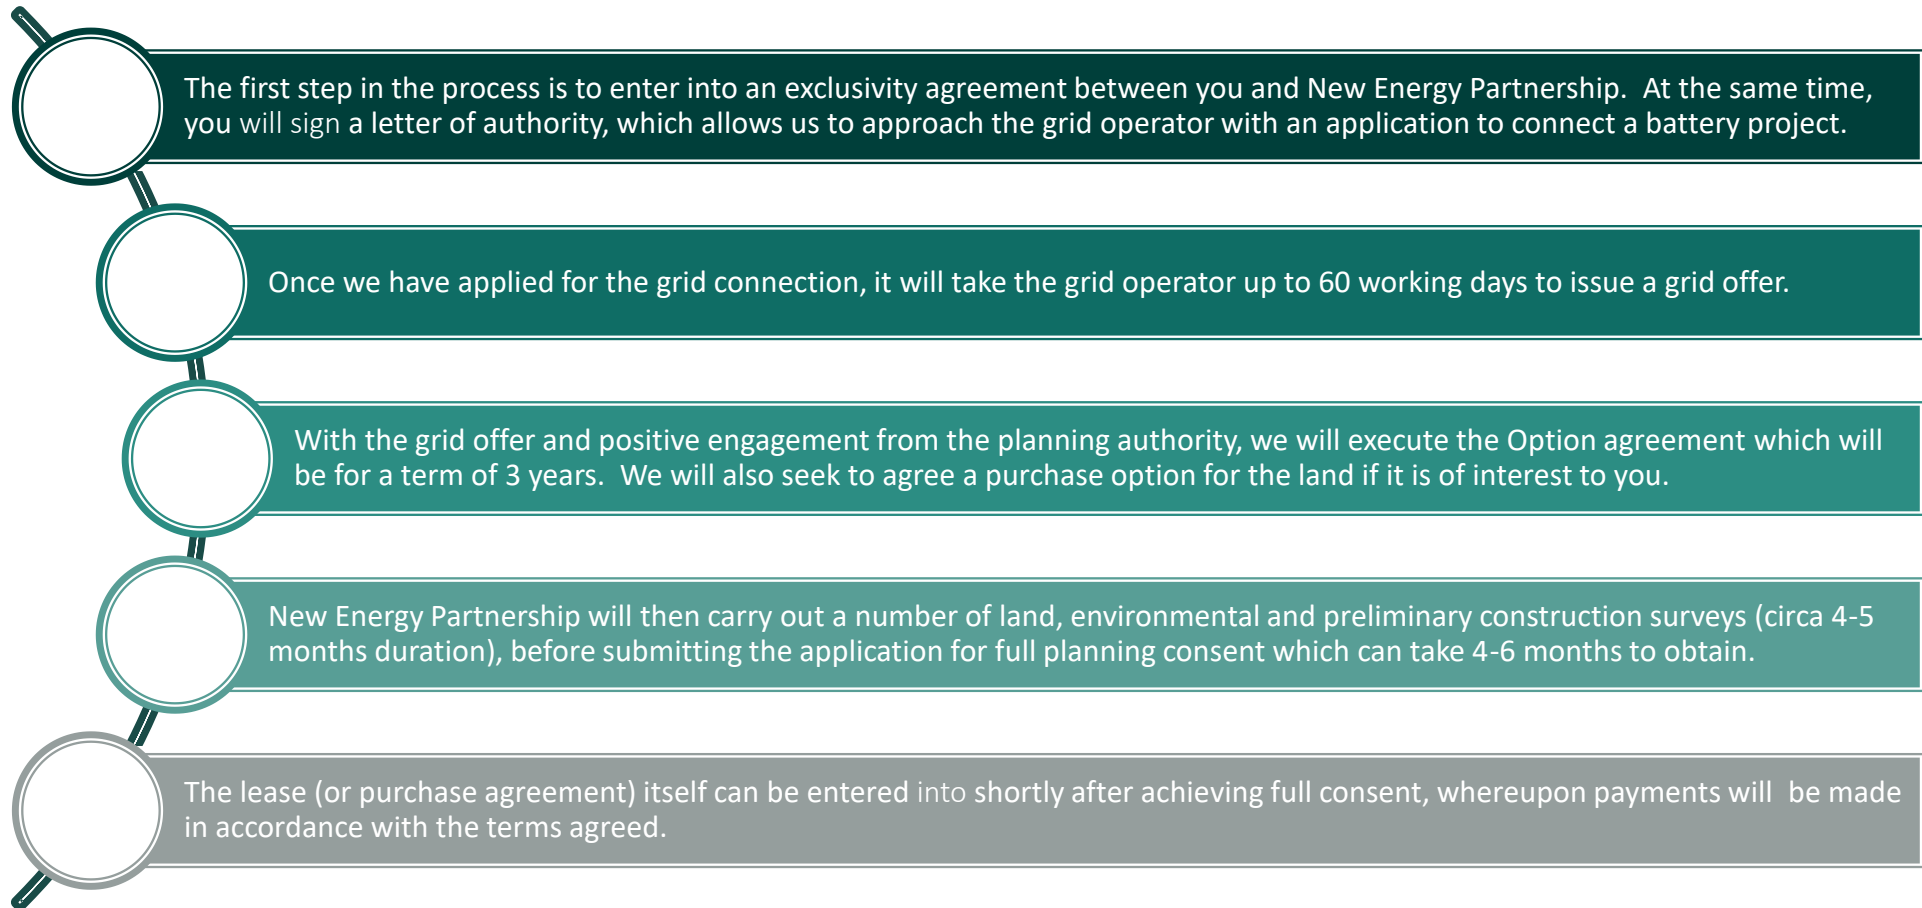 The first step in the process is to enter into an exclusivity agreement between you and New Energy Partnership.  At the same time,
you will sign a letter of authority, which allows us to approach the grid operator with an application to connect a battery project.
Once we have applied for the grid connection, it will take the grid operator up to 60 working days to issue a grid offer.
With the grid offer and positive engagement from the planning authority, we will execute the Option agreement which will
be for a term of 3 years.  We will also seek to agree a purchase option for the land if it is of interest to you.
New Energy Partnership will then carry out a number of land, environmental and preliminary construction surveys (circa 4-5
months duration), before submitting the application for full planning consent which can take 4-6 months to obtain.
The lease (or purchase agreement) itself can be entered into shortly after achieving full consent, whereupon payments will  be made
in accordance with the terms agreed.